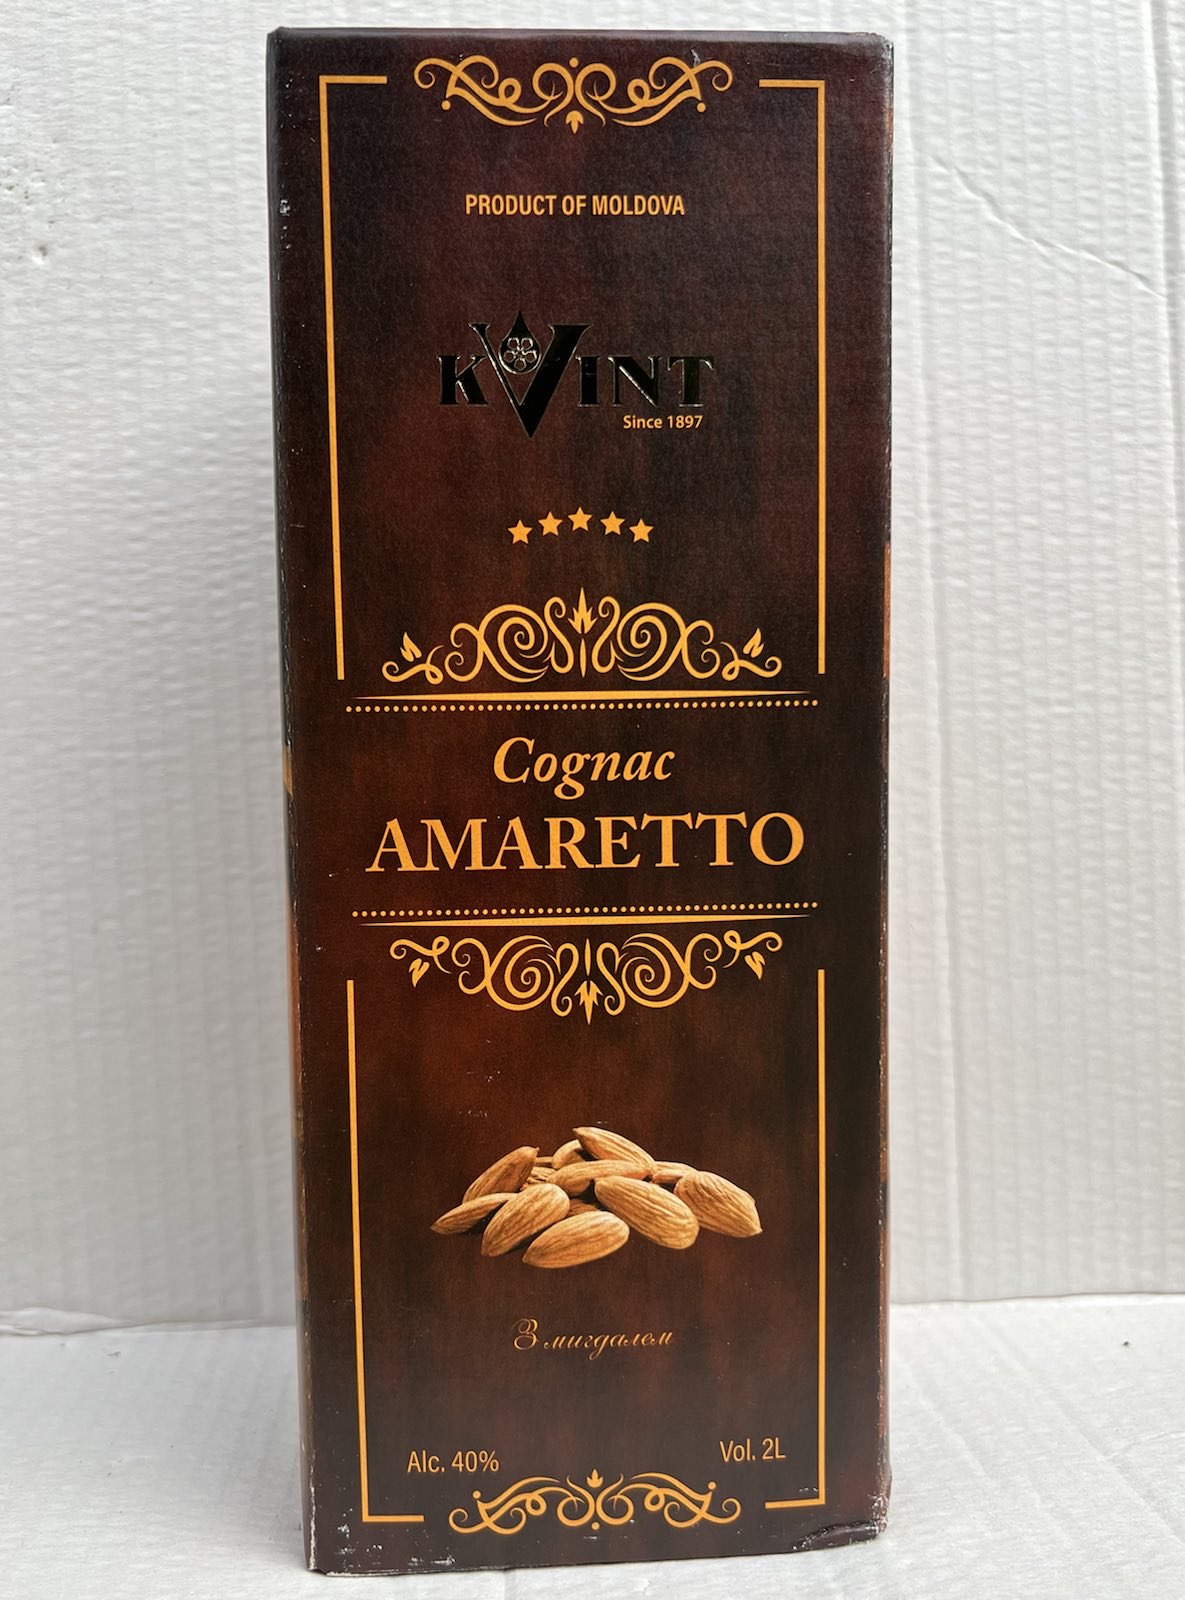 PRODUCT OF MOLDOVA
KVINT
Since 1897
Cognac
AMARETTO
З мигдалем
Alc. 40%
Vol. 2L